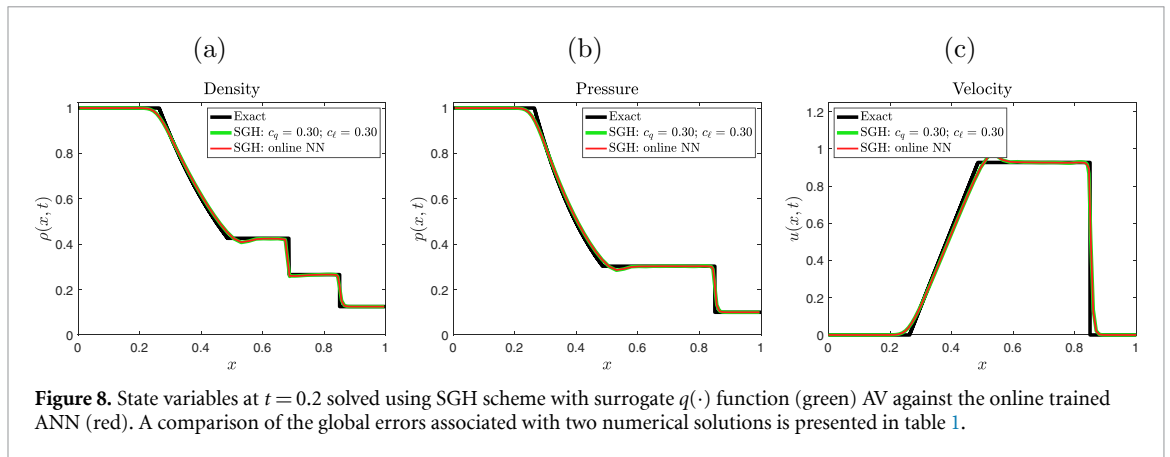 (a)
Density
Exact
SGH: c_q = 0.30; c_ℓ = 0.30
SGH: online NN
ρ(x, t)
1
0.8
0.6
0.4
0.2
0
0 0.2 0.4 0.6 0.8 1
x
(b)
Pressure
Exact
SGH: c_q = 0.30; c_ℓ = 0.30
SGH: online NN
p(x, t)
1
0.8
0.6
0.4
0.2
0
0 0.2 0.4 0.6 0.8 1
x
(c)
Velocity
Exact
SGH: c_q = 0.30; c_ℓ = 0.30
SGH: online NN
u(x, t)
1.2
1
0.8
0.6
0.4
0.2
0
0 0.2 0.4 0.6 0.8 1
x
Figure 8. State variables at t = 0.2 solved using SGH scheme with surrogate q(·) function (green) AV against the online trained
ANN (red). A comparison of the global errors associated with two numerical solutions is presented in table 1.